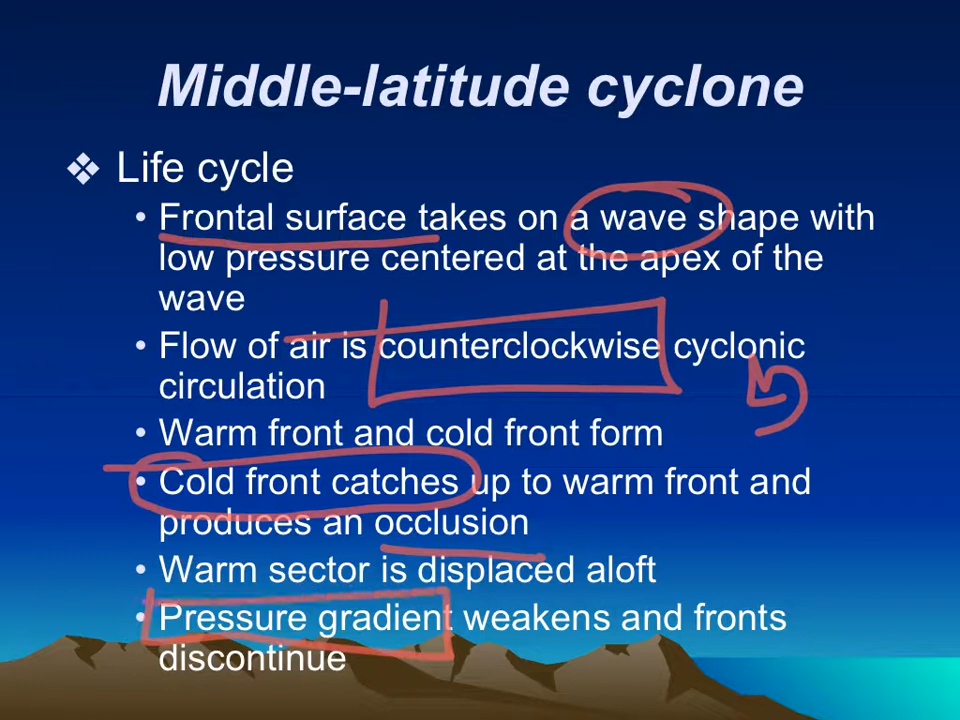 Middle-latitude cyclone
❖ Life cycle
• Frontal surface takes on a wave shape with
low pressure centered at the apex of the
wave
• Flow of air is counterclockwise cyclonic
circulation
• Warm front and cold front form
• Cold front catches up to warm front and
produces an occlusion
• Warm sector is displaced aloft
• Pressure gradient weakens and fronts
discontinue